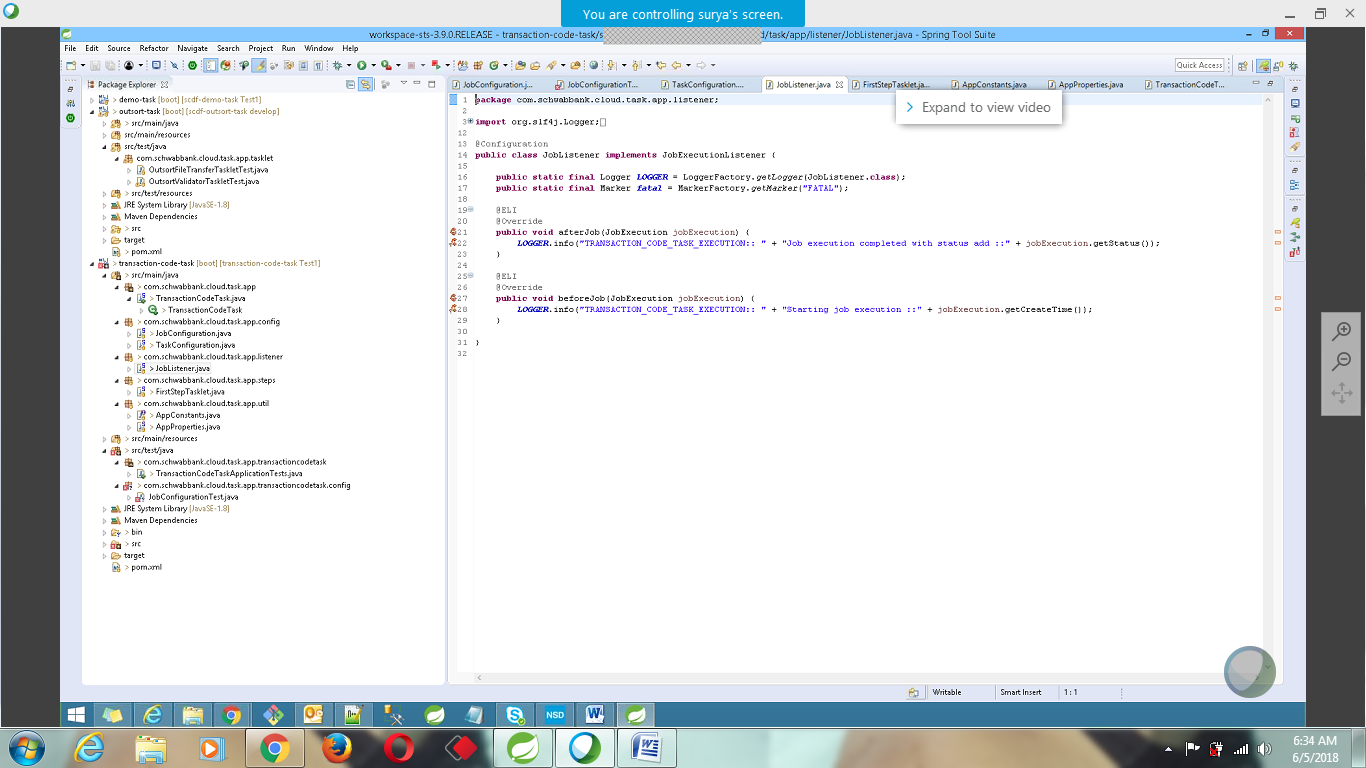 You are controlling surya's screen.
workspace-sts-3.9.0.RELEASE - transaction-code-task/s d/task/app/listener/JobListener.java - Spring Tool Suite
File Edit Source Refactor Navigate Search Project Run Window Help
Quick Access
Package Explorer
JobConfiguration.j... JobConfigurationT... TaskConfiguration.... JobListener.java FirstStepTasklet.ja... AppConstants.java AppProperties.java TransactionCodeT...
Expand to view video
> demo-task [boot] [scdf-demo-task Test1]
> outsort-task [boot] [scdf-outsort-task develop]
> src/main/java
> src/main/resources
> src/test/java
com.schwabbank.cloud.task.app.tasklet
> OutsortFileTransferTaskletTest.java
> OutsortValidatorTaskletTest.java
> src/test/resources
JRE System Library [JavaSE-1.8]
Maven Dependencies
> src
target
> pom.xml
> transaction-code-task [boot] [transaction-code-task Test1]
> src/main/java
> com.schwabbank.cloud.task.app
> TransactionCodeTask.java
> TransactionCodeTask
> com.schwabbank.cloud.task.app.config
> JobConfiguration.java
> TaskConfiguration.java
> com.schwabbank.cloud.task.app.listener
> JobListener.java
> com.schwabbank.cloud.task.app.steps
> FirstStepTasklet.java
> com.schwabbank.cloud.task.app.util
> AppConstants.java
> AppProperties.java
> src/main/resources
> src/test/java
> com.schwabbank.cloud.task.app.transactioncodetask
> TransactionCodeTaskApplicationTests.java
> com.schwabbank.cloud.task.app.transactioncodetask.config
JobConfigurationTest.java
JRE System Library [JavaSE-1.8]
Maven Dependencies
> bin
> src
target
> pom.xml
1 package com.schwabbank.cloud.task.app.listener;
2
3 import org.slf4j.Logger;
12
13 @Configuration
14 public class JobListener implements JobExecutionListener {
15
16 public static final Logger LOGGER = LoggerFactory.getLogger(JobListener.class);
17 public static final Marker fatal = MarkerFactory.getMarker("FATAL");
18
19 @ELI
20 @Override
21 public void afterJob(JobExecution jobExecution) {
22 LOGGER.info("TRANSACTION_CODE_TASK_EXECUTION:: " + "Job execution completed with status add ::" + jobExecution.getStatus());
23 }
24
25 @ELI
26 @Override
27 public void beforeJob(JobExecution jobExecution) {
28 LOGGER.info("TRANSACTION_CODE_TASK_EXECUTION:: " + "Starting job execution ::" + jobExecution.getCreateTime());
29 }
30
31 }
32
Writable Smart Insert 1 : 1
NSD
6:34 AM
6/5/2018